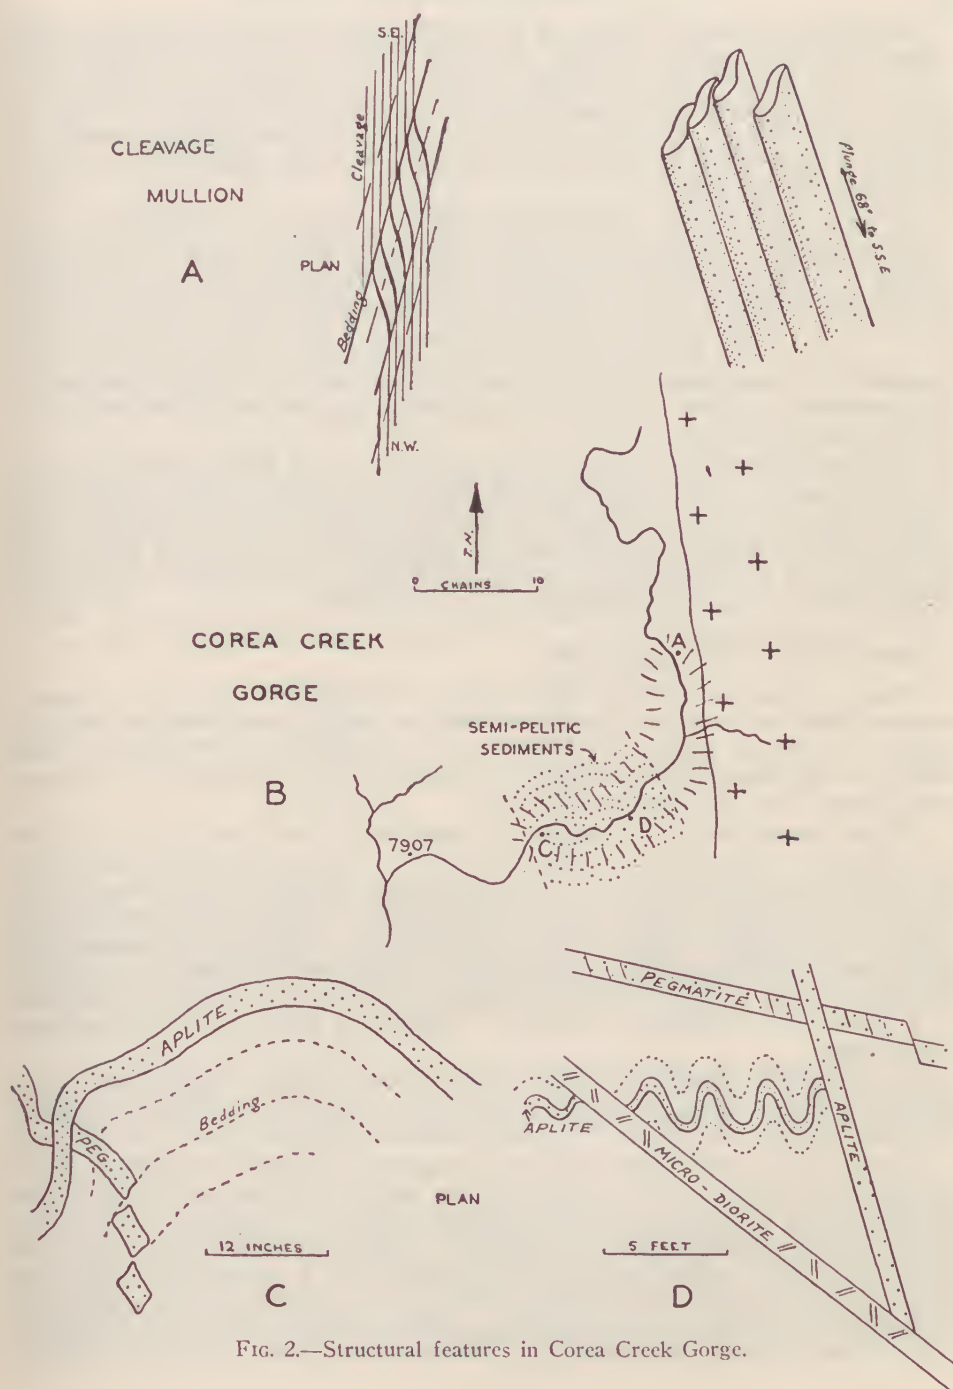 S.E.
CLEAVAGE
MULLION
A
PLAN
Cleavage
Bedding
N.W.
Plunge 68° to S.S.E
T.N.
0 CHAINS 10
COREA CREEK
GORGE
B
SEMI-PELITIC
SEDIMENTS
A
D
C
7907
APLITE
Bedding
PEG.
PLAN
12 INCHES
C
PEGMATITE
APLITE
APLITE
MICRO-DIORITE
5 FEET
D
FIG. 2.—Structural features in Corea Creek Gorge.